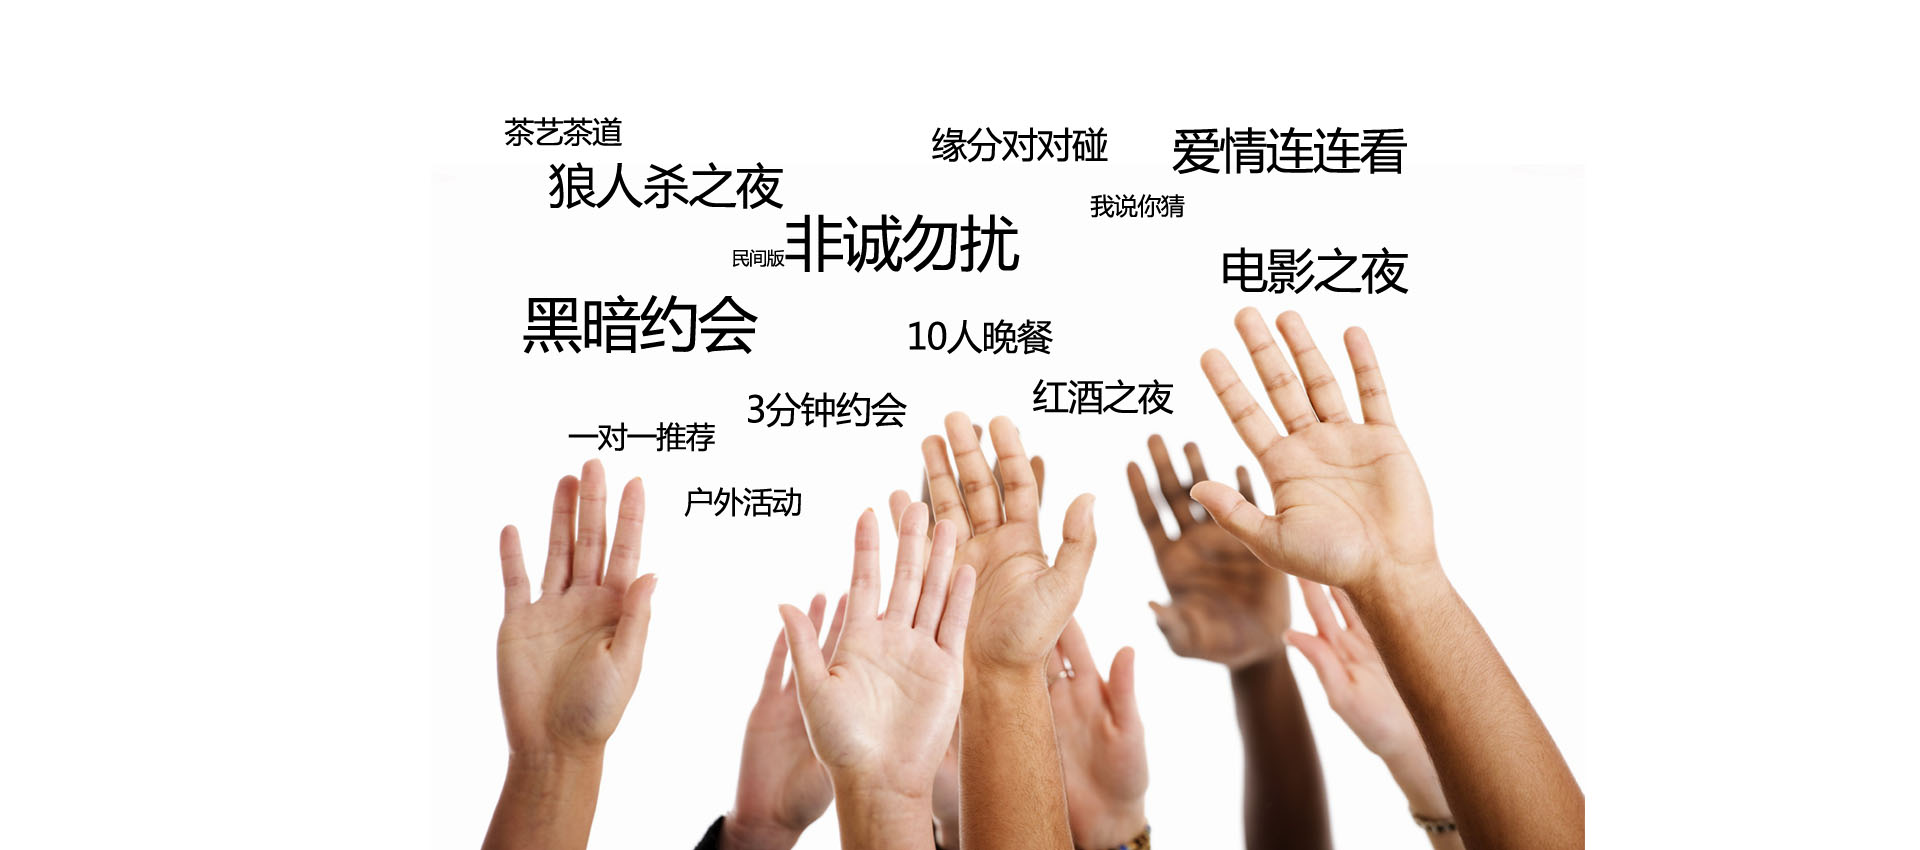 茶艺茶道
缘分对对碰
爱情连连看
狼人杀之夜
我说你猜
民间版非诚勿扰
电影之夜
黑暗约会
10人晚餐
红酒之夜
3分钟约会
一对一推荐
户外活动